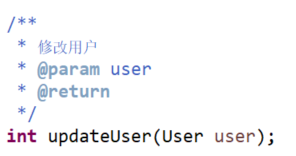 /**
 * 修改用户
 * @param user
 * @return
 */
int updateUser(User user);